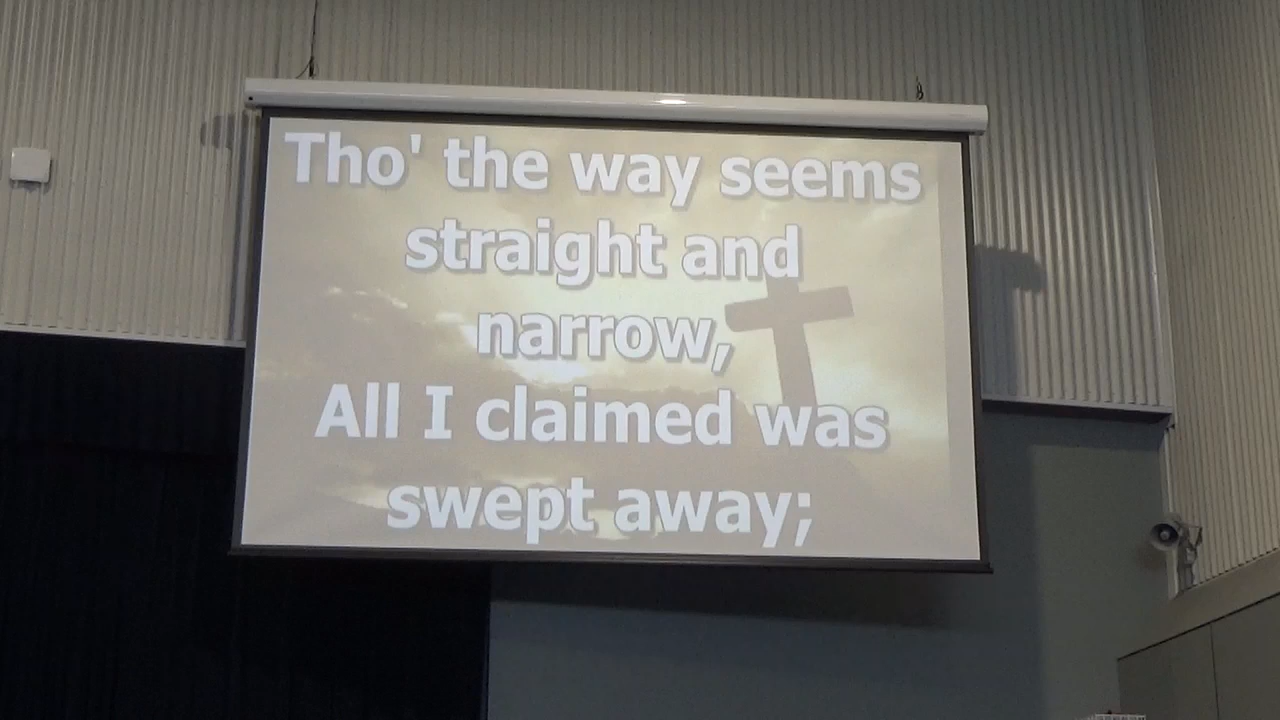 Tho' the way seems
straight and
narrow,
All I claimed was
swept away;